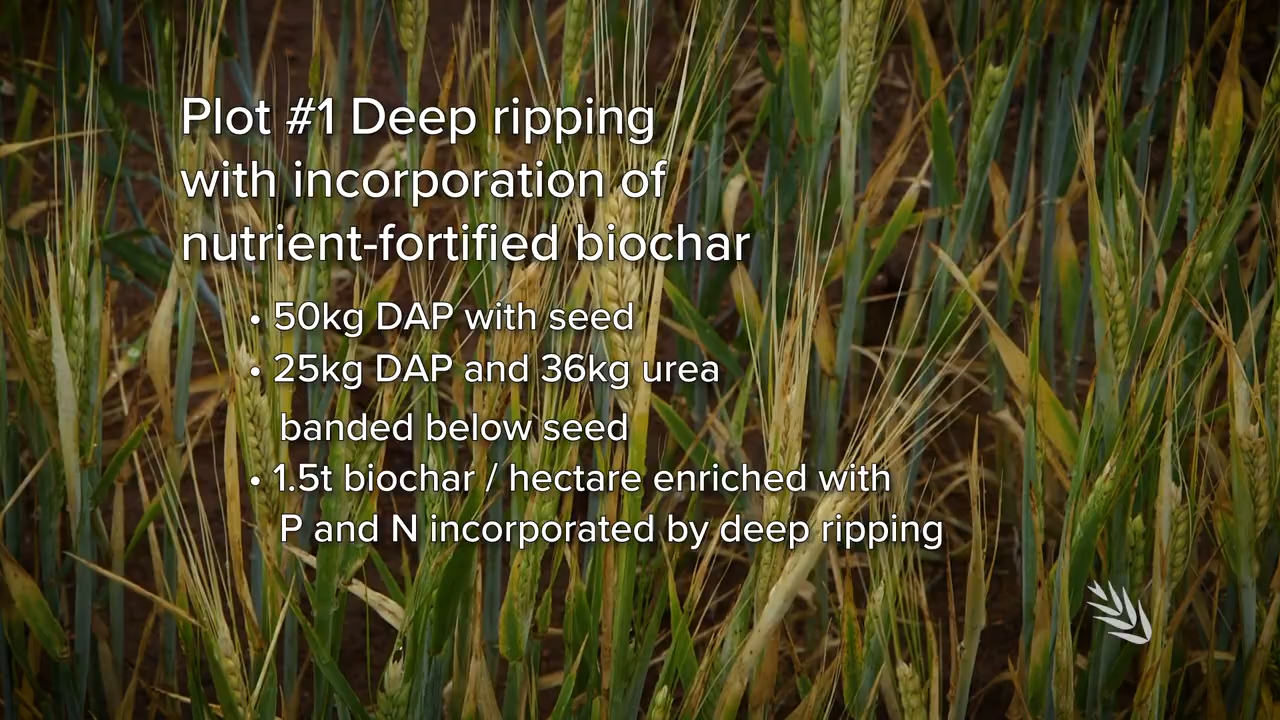 Plot #1 Deep ripping
with incorporation of
nutrient-fortified biochar
• 50kg DAP with seed
• 25kg DAP and 36kg urea
banded below seed
• 1.5t biochar / hectare enriched with
P and N incorporated by deep ripping